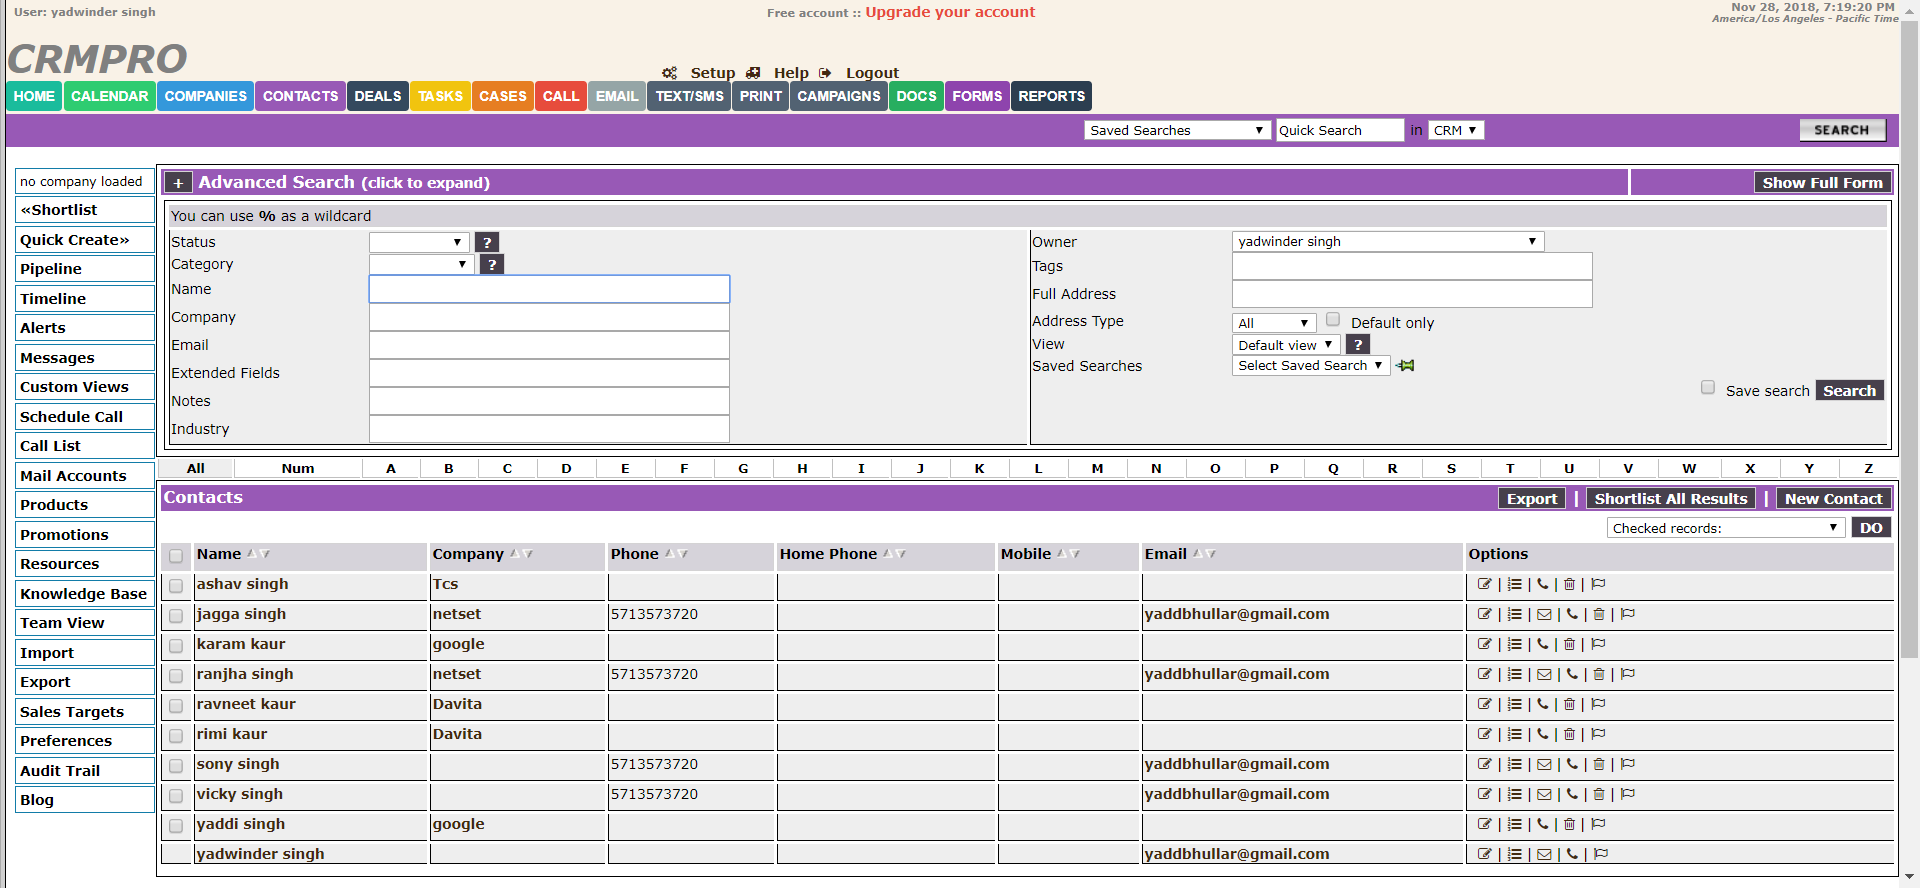 User: yadwinder singh
Free account :: Upgrade your account
Nov 28, 2018, 7:19:20 PM
America/Los Angeles - Pacific Time
CRMPRO
Setup Help Logout
HOME CALENDAR COMPANIES CONTACTS DEALS TASKS CASES CALL EMAIL TEXT/SMS PRINT CAMPAIGNS DOCS FORMS REPORTS
Saved Searches Quick Search in CRM SEARCH
no company loaded
«Shortlist
Quick Create»
Pipeline
Timeline
Alerts
Messages
Custom Views
Schedule Call
Call List
Mail Accounts
Products
Promotions
Resources
Knowledge Base
Team View
Import
Export
Sales Targets
Preferences
Audit Trail
Blog
+ Advanced Search (click to expand) Show Full Form
You can use % as a wildcard
Status ?
Category ?
Name
Company
Email
Extended Fields
Notes
Industry
Owner yadwinder singh
Tags
Full Address
Address Type All Default only
View Default view ?
Saved Searches Select Saved Search
Save search Search
All Num A B C D E F G H I J K L M N O P Q R S T U V W X Y Z
Contacts Export | Shortlist All Results | New Contact
Checked records: DO
Name Company Phone Home Phone Mobile Email Options
ashav singh Tcs | | | |
jagga singh netset 5713573720 yaddbhullar@gmail.com | | | | |
karam kaur google | | | |
ranjha singh netset 5713573720 yaddbhullar@gmail.com | | | | |
ravneet kaur Davita | | | |
rimi kaur Davita | | | |
sony singh 5713573720 yaddbhullar@gmail.com | | | | |
vicky singh 5713573720 yaddbhullar@gmail.com | | | | |
yaddi singh google | | | |
yadwinder singh yaddbhullar@gmail.com | | | |